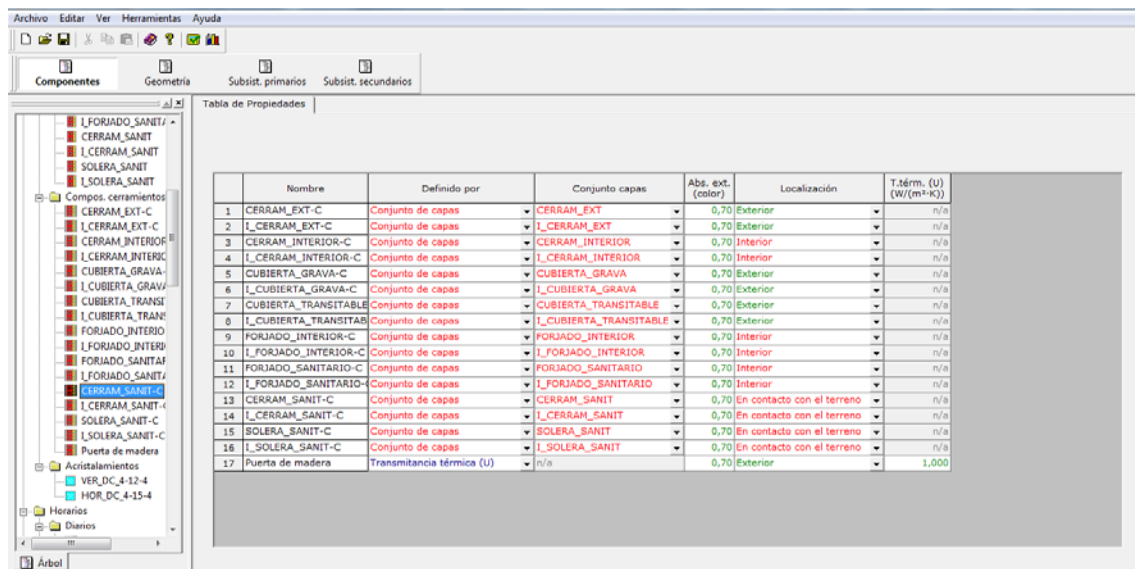 Archivo Editar Ver Herramientas Ayuda
Componentes Geometría Subsist. primarios Subsist. secundarios
Tabla de Propiedades
I_FORJADO_SANITA
CERRAM_SANIT
I_CERRAM_SANIT
SOLERA_SANIT
I_SOLERA_SANIT
Compos. cerramientos
CERRAM_EXT-C
I_CERRAM_EXT-C
CERRAM_INTERIOR
I_CERRAM_INTERIO
CUBIERTA_GRAVA-
I_CUBIERTA_GRAVA
CUBIERTA_TRANSI
I_CUBIERTA_TRANS
FORJADO_INTERIO
I_FORJADO_INTERI
FORJADO_SANITAF
I_FORJADO_SANITA
CERRAM_SANIT-C
I_CERRAM_SANIT-
SOLERA_SANIT-C
I_SOLERA_SANIT-C
Puerta de madera
Acristalamientos
VER_DC_4-12-4
HOR_DC_4-15-4
Horarios
Diarios
Árbol
Nombre Definido por Conjunto capas Abs. ext. (color) Localización T.térm. (U) (W/(m²·K))
1 CERRAM_EXT-C Conjunto de capas CERRAM_EXT 0,70 Exterior n/a
2 I_CERRAM_EXT-C Conjunto de capas I_CERRAM_EXT 0,70 Exterior n/a
3 CERRAM_INTERIOR-C Conjunto de capas CERRAM_INTERIOR 0,70 Interior n/a
4 I_CERRAM_INTERIOR-C Conjunto de capas I_CERRAM_INTERIOR 0,70 Interior n/a
5 CUBIERTA_GRAVA-C Conjunto de capas CUBIERTA_GRAVA 0,70 Exterior n/a
6 I_CUBIERTA_GRAVA-C Conjunto de capas I_CUBIERTA_GRAVA 0,70 Exterior n/a
7 CUBIERTA_TRANSITABLE Conjunto de capas CUBIERTA_TRANSITABLE 0,70 Exterior n/a
8 I_CUBIERTA_TRANSITAB Conjunto de capas I_CUBIERTA_TRANSITABLE 0,70 Exterior n/a
9 FORJADO_INTERIOR-C Conjunto de capas FORJADO_INTERIOR 0,70 Interior n/a
10 I_FORJADO_INTERIOR-C Conjunto de capas I_FORJADO_INTERIOR 0,70 Interior n/a
11 FORJADO_SANITARIO-C Conjunto de capas FORJADO_SANITARIO 0,70 Interior n/a
12 I_FORJADO_SANITARIO-( Conjunto de capas I_FORJADO_SANITARIO 0,70 Interior n/a
13 CERRAM_SANIT-C Conjunto de capas CERRAM_SANIT 0,70 En contacto con el terreno n/a
14 I_CERRAM_SANIT-C Conjunto de capas I_CERRAM_SANIT 0,70 En contacto con el terreno n/a
15 SOLERA_SANIT-C Conjunto de capas SOLERA_SANIT 0,70 En contacto con el terreno n/a
16 I_SOLERA_SANIT-C Conjunto de capas I_SOLERA_SANIT 0,70 En contacto con el terreno n/a
17 Puerta de madera Transmitancia térmica (U) n/a 0,70 Exterior 1,000